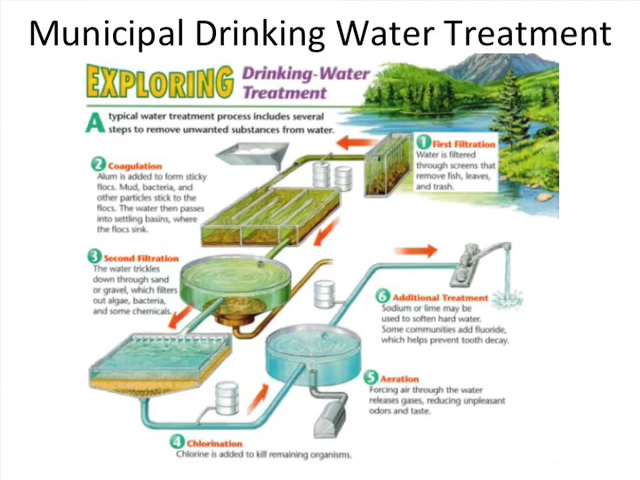 Municipal Drinking Water Treatment
EXPLORING Drinking-Water
Treatment
A typical water treatment process includes several
steps to remove unwanted substances from water.
1 First Filtration
Water is filtered
through screens that
remove fish, leaves,
and trash.
2 Coagulation
Alum is added to form sticky
flocs. Mud, bacteria, and
other particles stick to the
flocs. The water then passes
into settling basins, where
the flocs sink.
3 Second Filtration
The water trickles
down through sand
or gravel, which filters
out algae, bacteria,
and some chemicals.
4 Chlorination
Chlorine is added to kill remaining organisms.
5 Aeration
Forcing air through the water
releases gases, reducing unpleasant
odors and taste.
6 Additional Treatment
Sodium or lime may be
used to soften hard water.
Some communities add fluoride,
which helps prevent tooth decay.